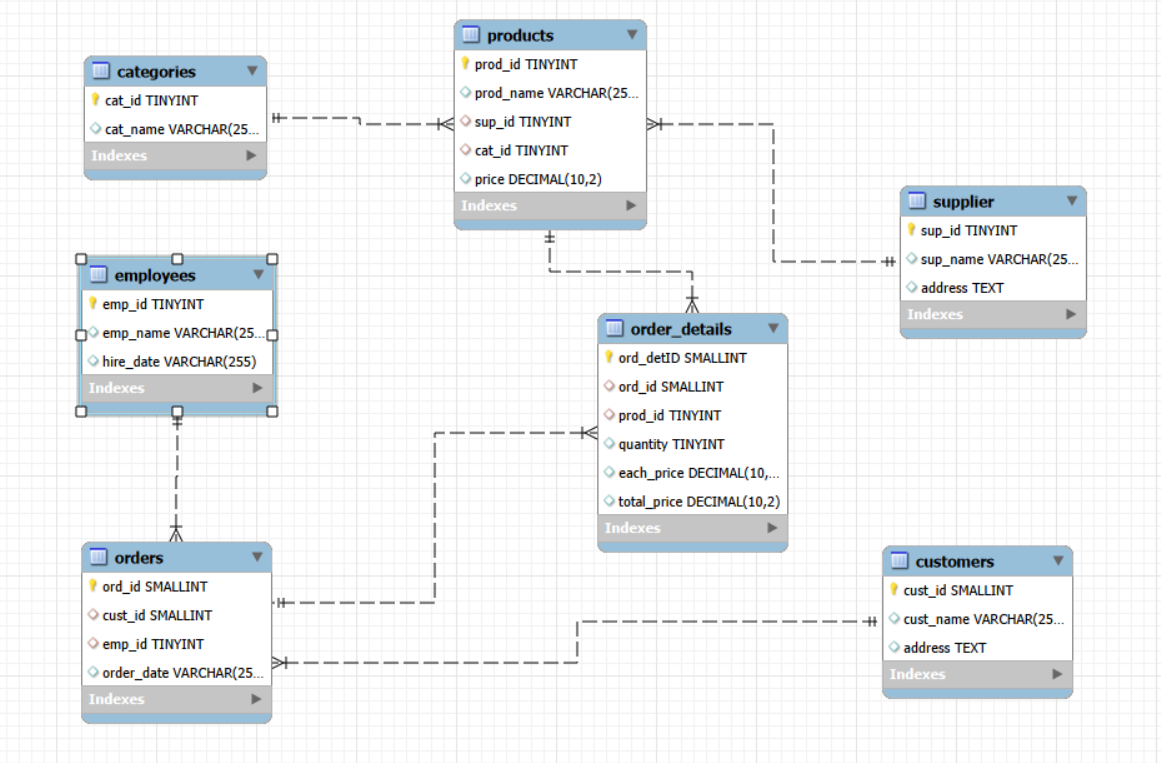 categories
cat_id TINYINT
cat_name VARCHAR(25...
Indexes
products
prod_id TINYINT
prod_name VARCHAR(25...
sup_id TINYINT
cat_id TINYINT
price DECIMAL(10,2)
Indexes
supplier
sup_id TINYINT
sup_name VARCHAR(25...
address TEXT
Indexes
employees
emp_id TINYINT
emp_name VARCHAR(25...
hire_date VARCHAR(255)
Indexes
order_details
ord_detID SMALLINT
ord_id SMALLINT
prod_id TINYINT
quantity TINYINT
each_price DECIMAL(10,...
total_price DECIMAL(10,2)
Indexes
orders
ord_id SMALLINT
cust_id SMALLINT
emp_id TINYINT
order_date VARCHAR(25...
Indexes
customers
cust_id SMALLINT
cust_name VARCHAR(25...
address TEXT
Indexes